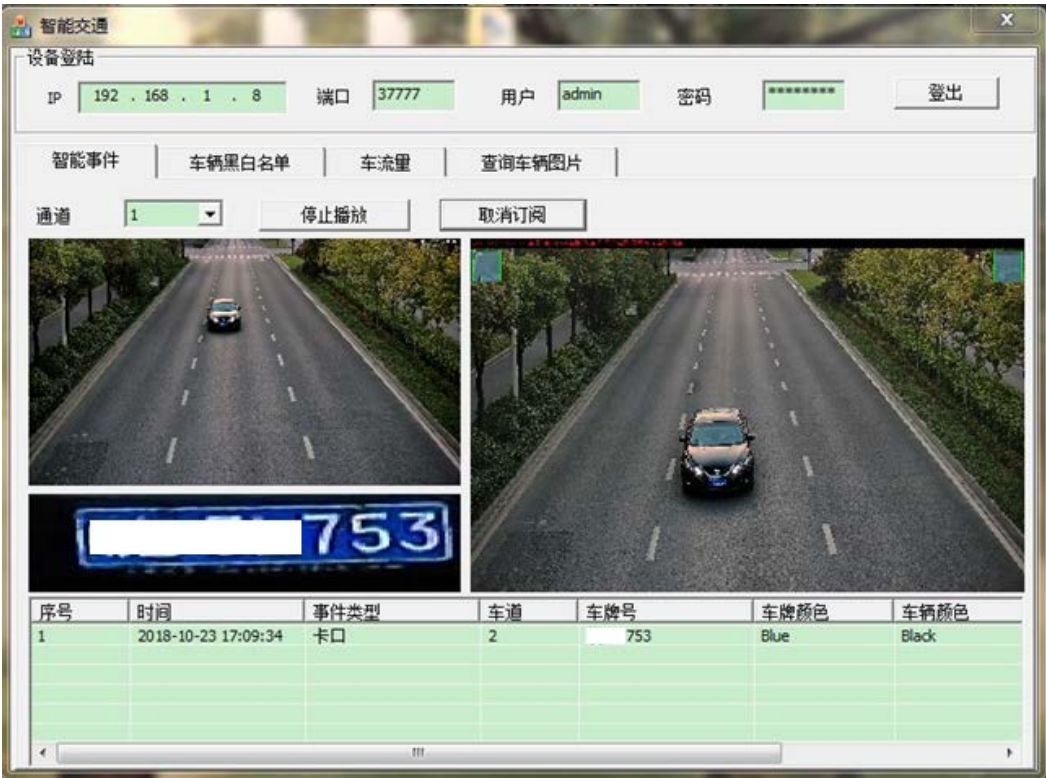 智能交通
设备登陆
IP 192 . 168 . 1 . 8 端口 37777 用户 admin 密码 ******** 登出
智能事件 车辆黑白名单 车流量 查询车辆图片
通道 1 停止播放 取消订阅
753
序号 时间 事件类型 车道 车牌号 车牌颜色 车辆颜色
1 2018-10-23 17:09:34 卡口 2 753 Blue Black